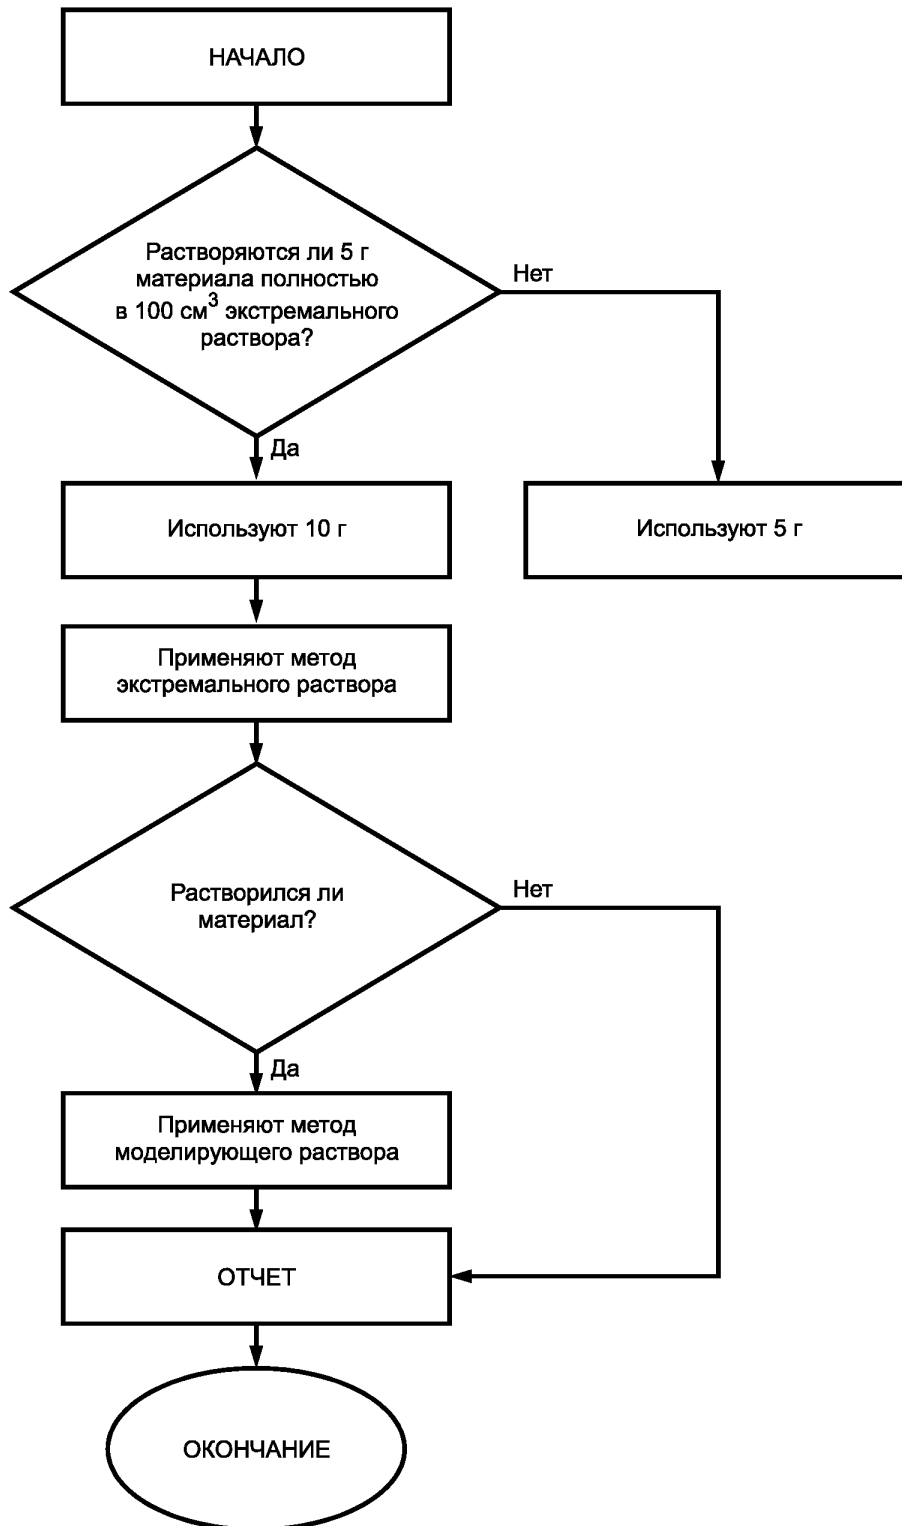 НАЧАЛО
Растворяются ли 5 г
материала полностью
в 100 см³ экстремального
раствора?
Нет
Да
Используют 10 г
Используют 5 г
Применяют метод
экстремального раствора
Растворился ли
материал?
Нет
Да
Применяют метод
моделирующего раствора
ОТЧЕТ
ОКОНЧАНИЕ